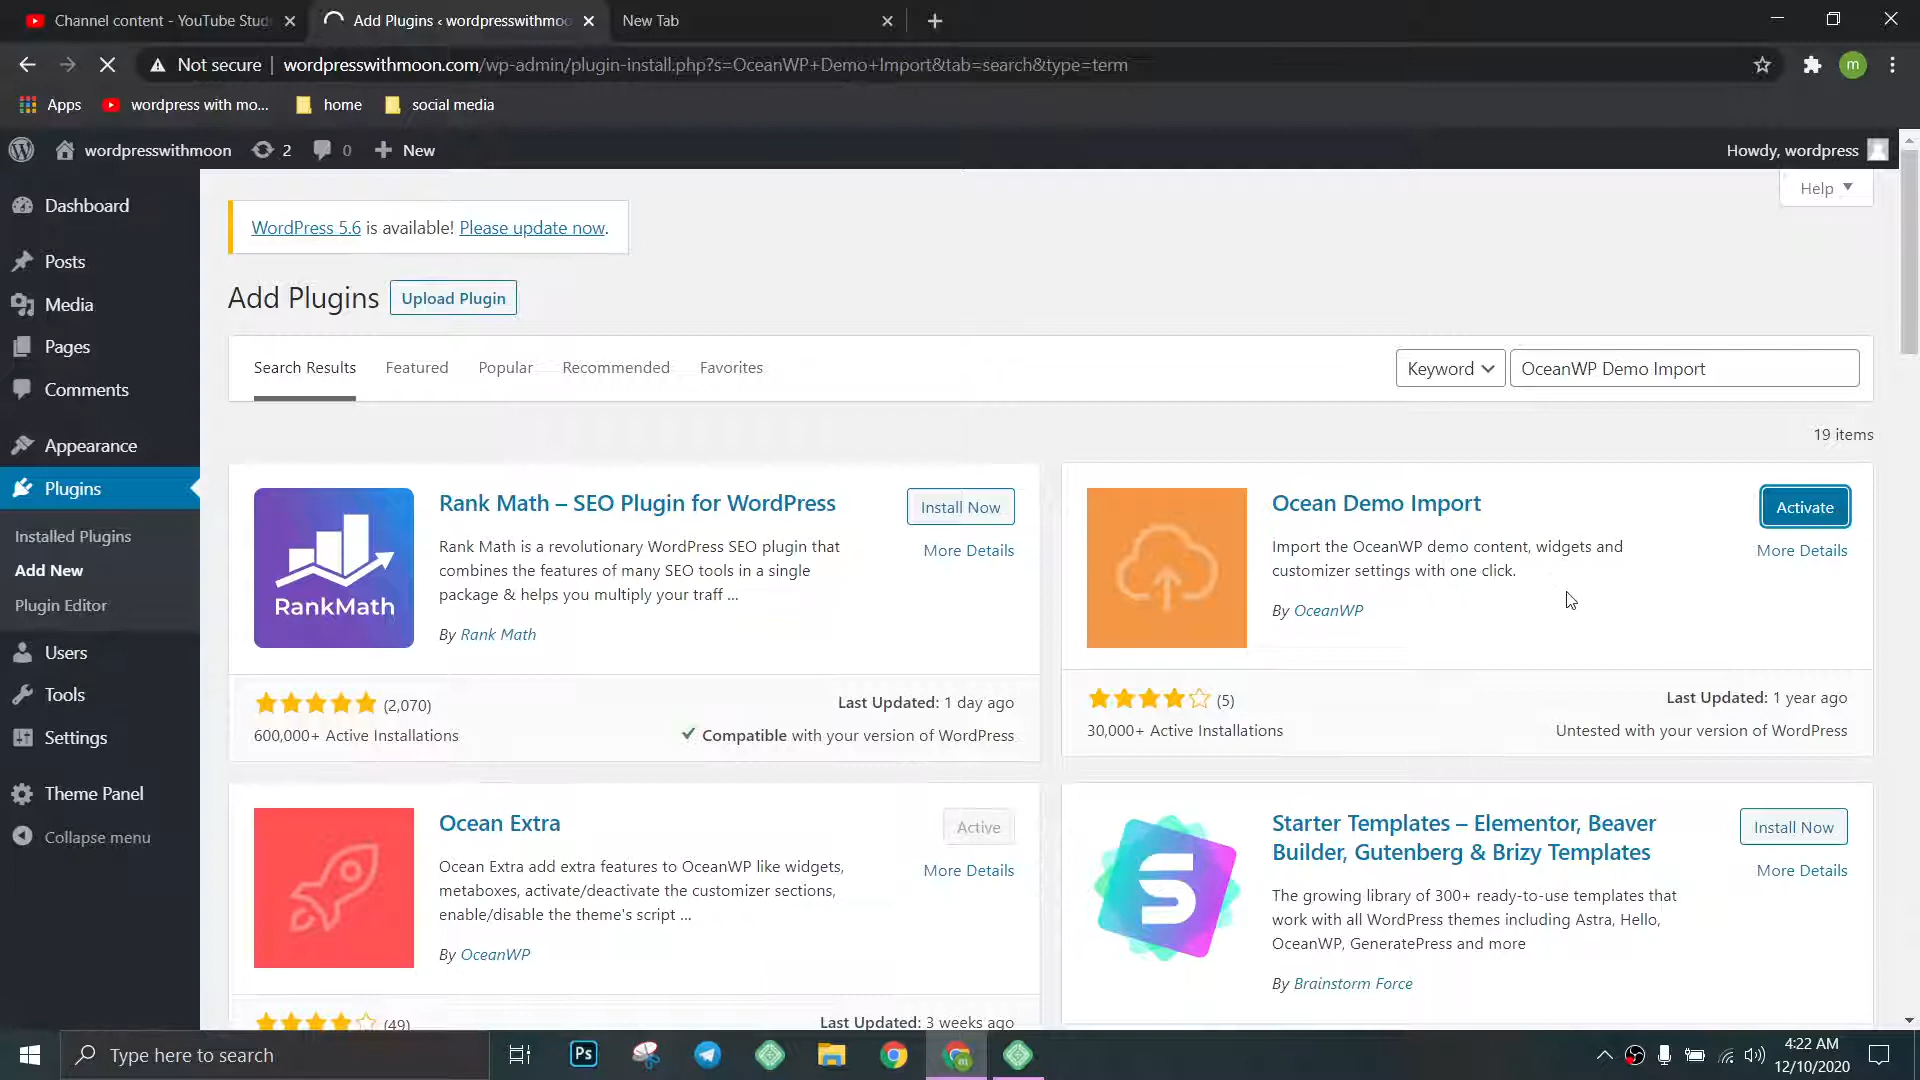 Channel content - YouTube Stud
Add Plugins ‹ wordpresswithmoo
New Tab
Not secure | wordpresswithmoon.com/wp-admin/plugin-install.php?s=OceanWP+Demo+Import&tab=search&type=term
m
Apps
wordpress with mo...
home
social media
wordpresswithmoon
2
0
New
Howdy, wordpress
Help
Dashboard
Posts
Media
Pages
Comments
Appearance
Plugins
Installed Plugins
Add New
Plugin Editor
Users
Tools
Settings
Theme Panel
Collapse menu
WordPress 5.6 is available! Please update now.
Add Plugins
Upload Plugin
Search Results
Featured
Popular
Recommended
Favorites
Keyword
OceanWP Demo Import
19 items
RankMath
Rank Math – SEO Plugin for WordPress
Install Now
More Details
Rank Math is a revolutionary WordPress SEO plugin that
combines the features of many SEO tools in a single
package & helps you multiply your traff ...
By Rank Math
(2,070)
600,000+ Active Installations
Last Updated: 1 day ago
Compatible with your version of WordPress
Ocean Demo Import
Activate
More Details
Import the OceanWP demo content, widgets and
customizer settings with one click.
By OceanWP
(5)
30,000+ Active Installations
Last Updated: 1 year ago
Untested with your version of WordPress
Ocean Extra
Active
More Details
Ocean Extra add extra features to OceanWP like widgets,
metaboxes, activate/deactivate the customizer sections,
enable/disable the theme's script ...
By OceanWP
(49)
Last Updated: 3 weeks ago
S
Starter Templates – Elementor, Beaver
Builder, Gutenberg & Brizy Templates
Install Now
More Details
The growing library of 300+ ready-to-use templates that
work with all WordPress themes including Astra, Hello,
OceanWP, GeneratePress and more
By Brainstorm Force
Type here to search
Ps
4:22 AM
12/10/2020